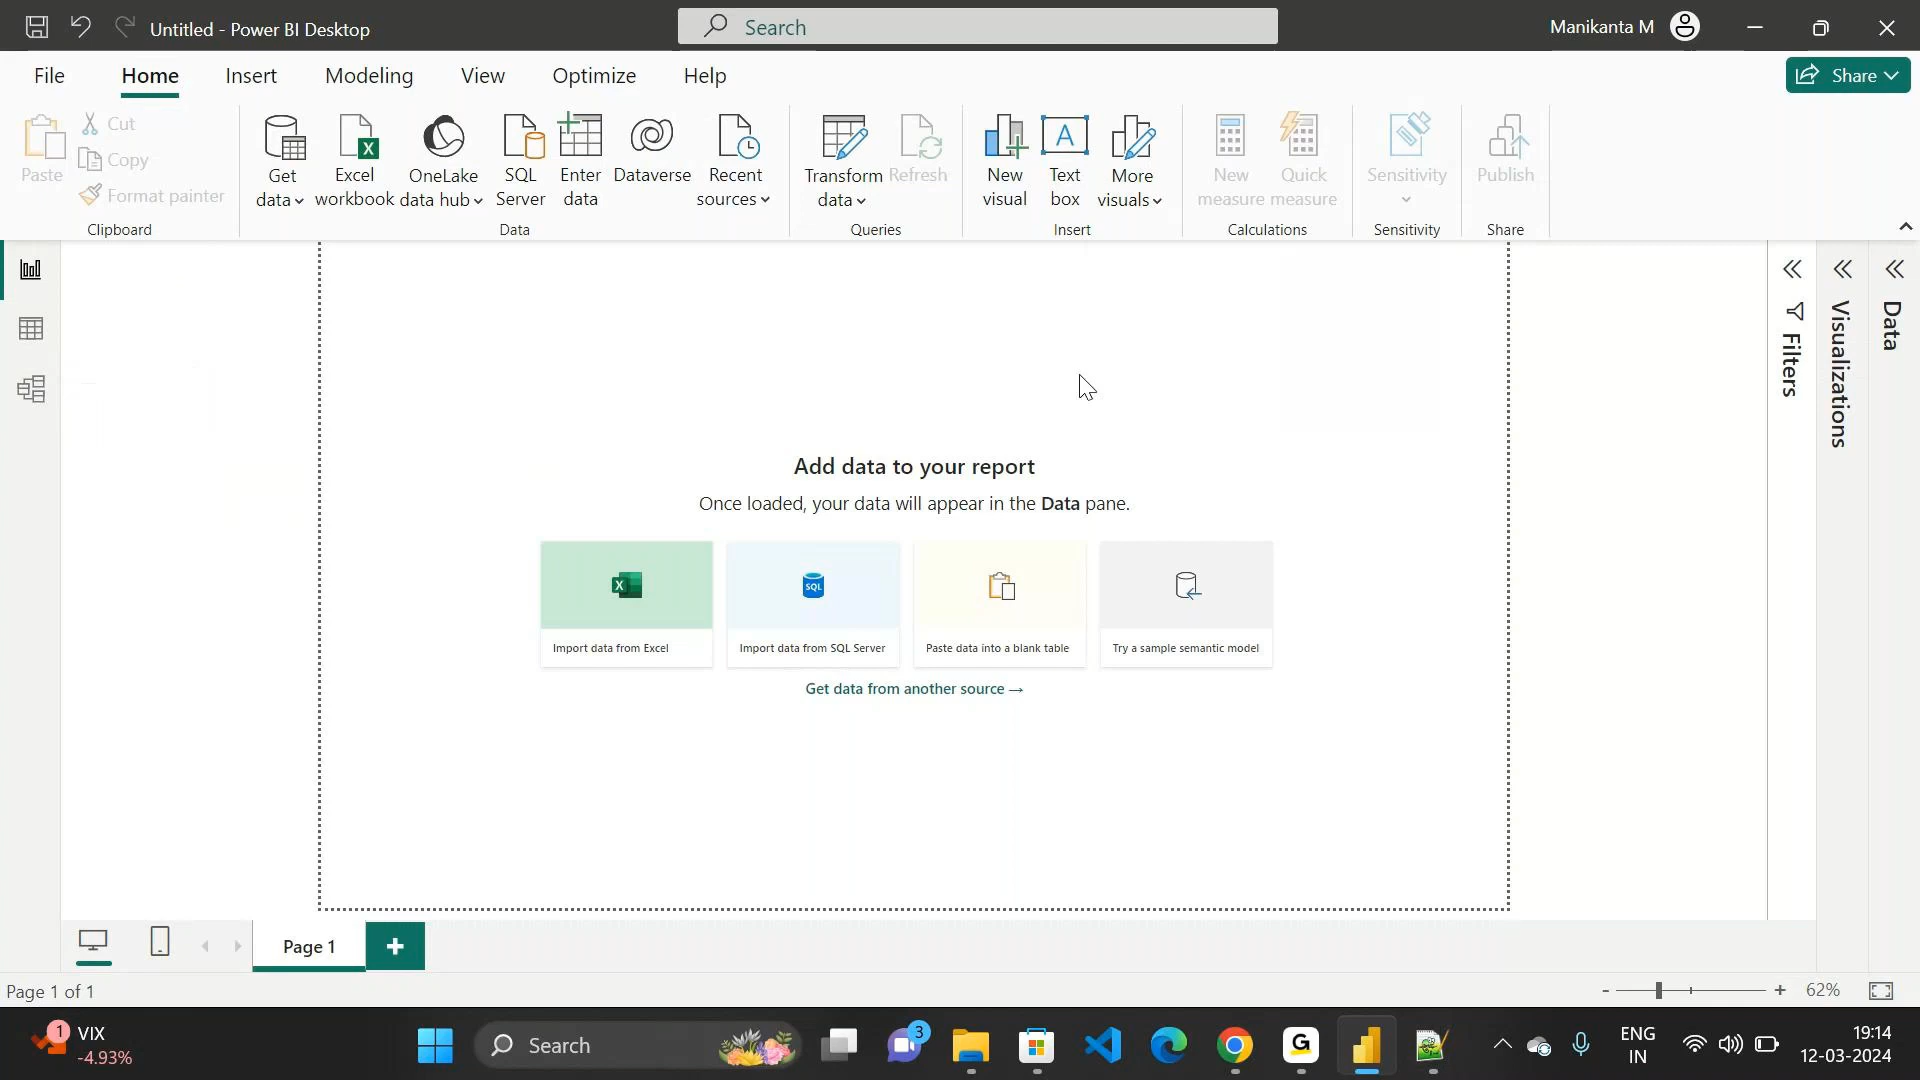 Untitled - Power BI Desktop
Search
Manikanta M
File
Home
Insert
Modeling
View
Optimize
Help
Share
Paste
Cut
Copy
Format painter
Clipboard
Get
data
Excel
workbook
OneLake
data hub
SQL
Server
Enter
data
Dataverse
Recent
sources
Data
Transform
data
Refresh
Queries
New
visual
Text
box
More
visuals
Insert
New
measure
Quick
measure
Calculations
Sensitivity
Sensitivity
Publish
Share
Filters
Visualizations
Data
Add data to your report
Once loaded, your data will appear in the Data pane.
Import data from Excel
Import data from SQL Server
Paste data into a blank table
Try a sample semantic model
Get data from another source →
Page 1
Page 1 of 1
- + 62%
1
VIX
-4.93%
Search
3
ENG
IN
19:14
12-03-2024